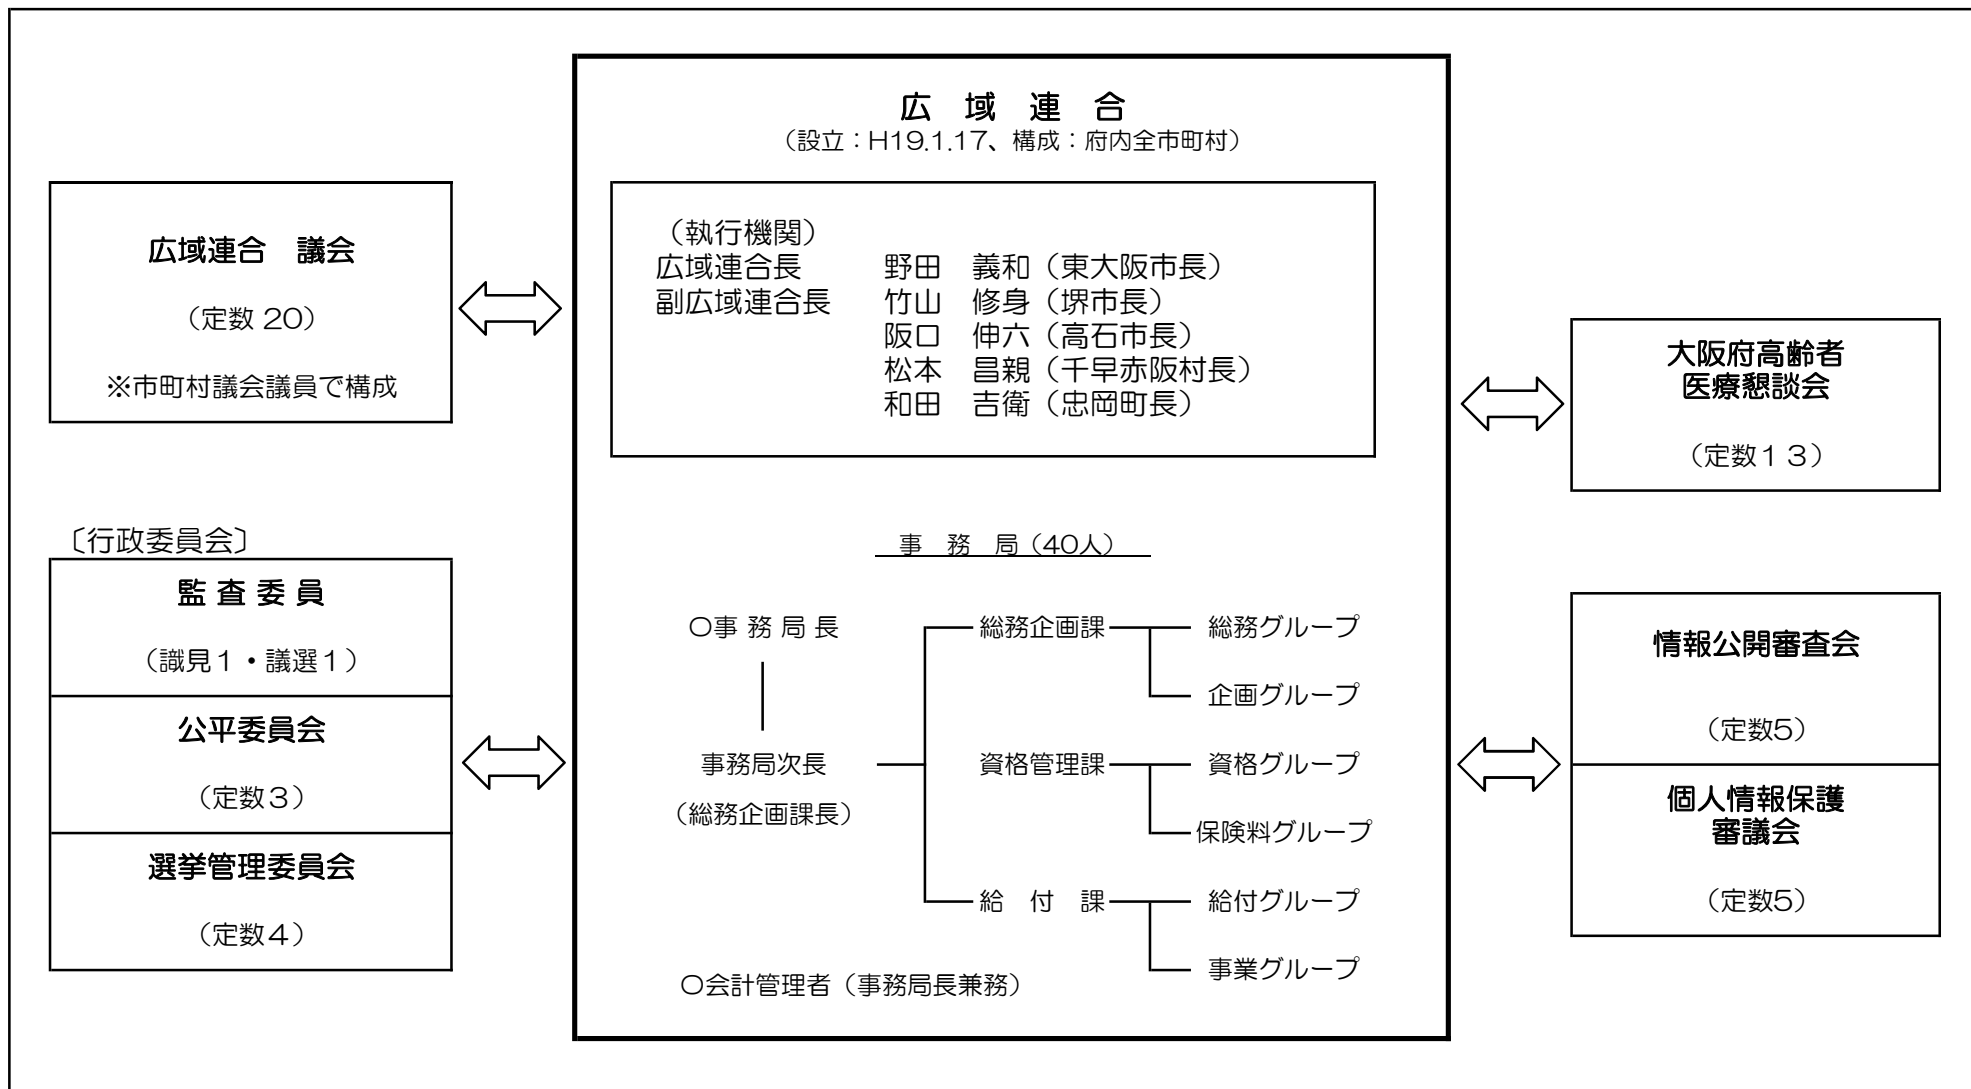 広　域　連　合
（設立：H19.1.17、構成：府内全市町村）
（執行機関）
広域連合長　　野田　義和（東大阪市長）
副広域連合長　竹山　修身（堺市長）
阪口　伸六（高石市長）
松本　昌親（千早赤阪村長）
和田　吉衛（忠岡町長）
広域連合　議会
（定数 20）
※市町村議会議員で構成
大阪府高齢者
医療懇談会
（定数１３）
〔行政委員会〕
監 査 委 員
（識見１・議選１）
公平委員会
（定数３）
選挙管理委員会
（定数４）
事　務　局（40人）
〇事 務 局 長
事務局次長
（総務企画課長）
総務企画課
総務グループ
企画グループ
資格管理課
資格グループ
保険料グループ
給　付　課
給付グループ
事業グループ
〇会計管理者（事務局長兼務）
情報公開審査会
（定数5）
個人情報保護
審議会
（定数5）